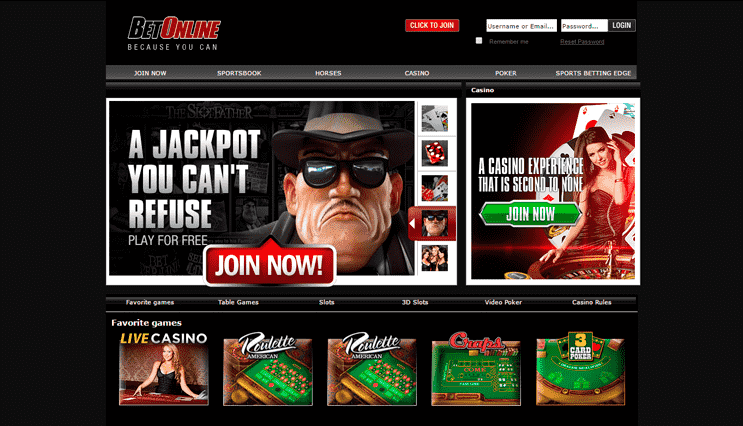 BETONLINE
BECAUSE YOU CAN
CLICK TO JOIN
Username or Email...
Password...
LOGIN
Remember me
Reset Password
JOIN NOW
SPORTSBOOK
HORSES
CASINO
POKER
SPORTS BETTING EDGE
Casino
THE SLOTFATHER
A JACKPOT
YOU CAN'T
REFUSE
PLAY FOR FREE
JOIN NOW!
A CASINO EXPERIENCE
THAT IS SECOND TO NONE
JOIN NOW
Favorite games
Table Games
Slots
3D Slots
Video Poker
Casino Rules
Favorite games
LIVE CASINO
Roulette
AMERICAN
Roulette
AMERICAN
Craps
COME
3
CARD
POKER